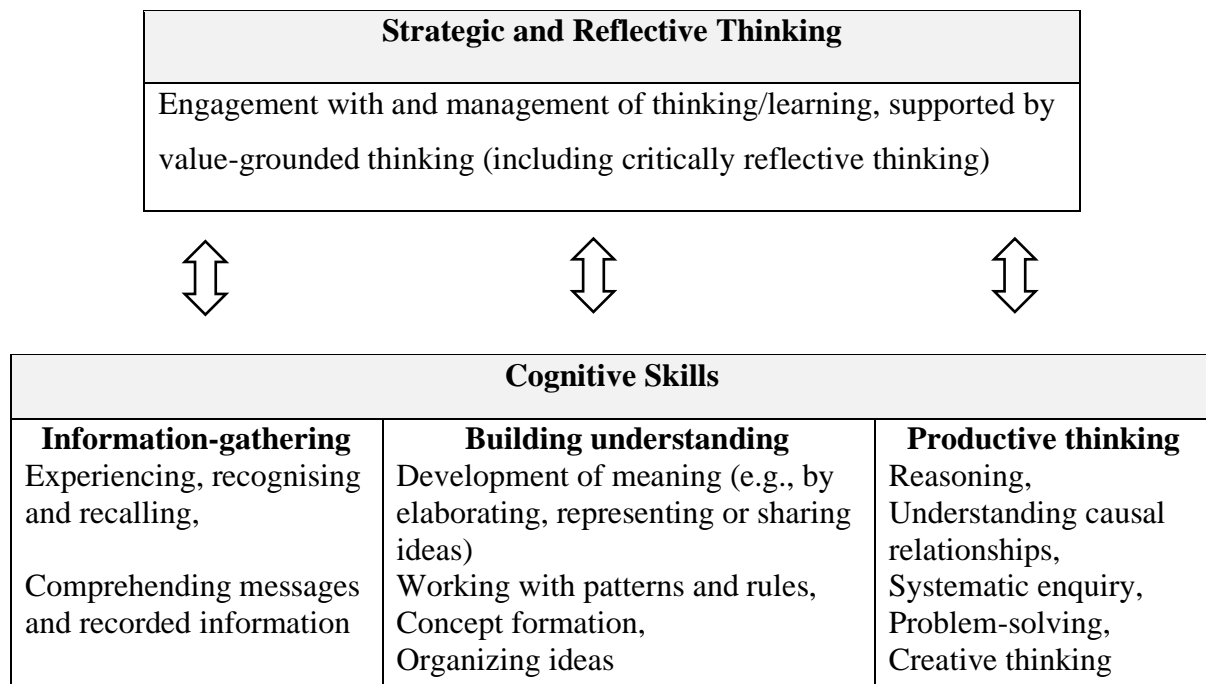 Strategic and Reflective Thinking
Engagement with and management of thinking/learning, supported by
value-grounded thinking (including critically reflective thinking)
Cognitive Skills
Information-gathering
Experiencing, recognising
and recalling,
Comprehending messages
and recorded information
Building understanding
Development of meaning (e.g., by
elaborating, representing or sharing
ideas)
Working with patterns and rules,
Concept formation,
Organizing ideas
Productive thinking
Reasoning,
Understanding causal
relationships,
Systematic enquiry,
Problem-solving,
Creative thinking